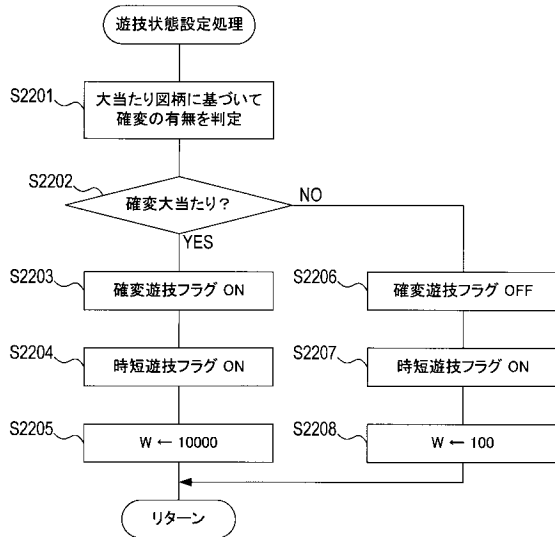 遊技状態設定処理
S2201
大当たり図柄に基づいて
確変の有無を判定
S2202
確変大当たり？
NO
YES
S2203
確変遊技フラグ ON
S2206
確変遊技フラグ OFF
S2204
時短遊技フラグ ON
S2207
時短遊技フラグ ON
S2205
W ← 10000
S2208
W ← 100
リターン